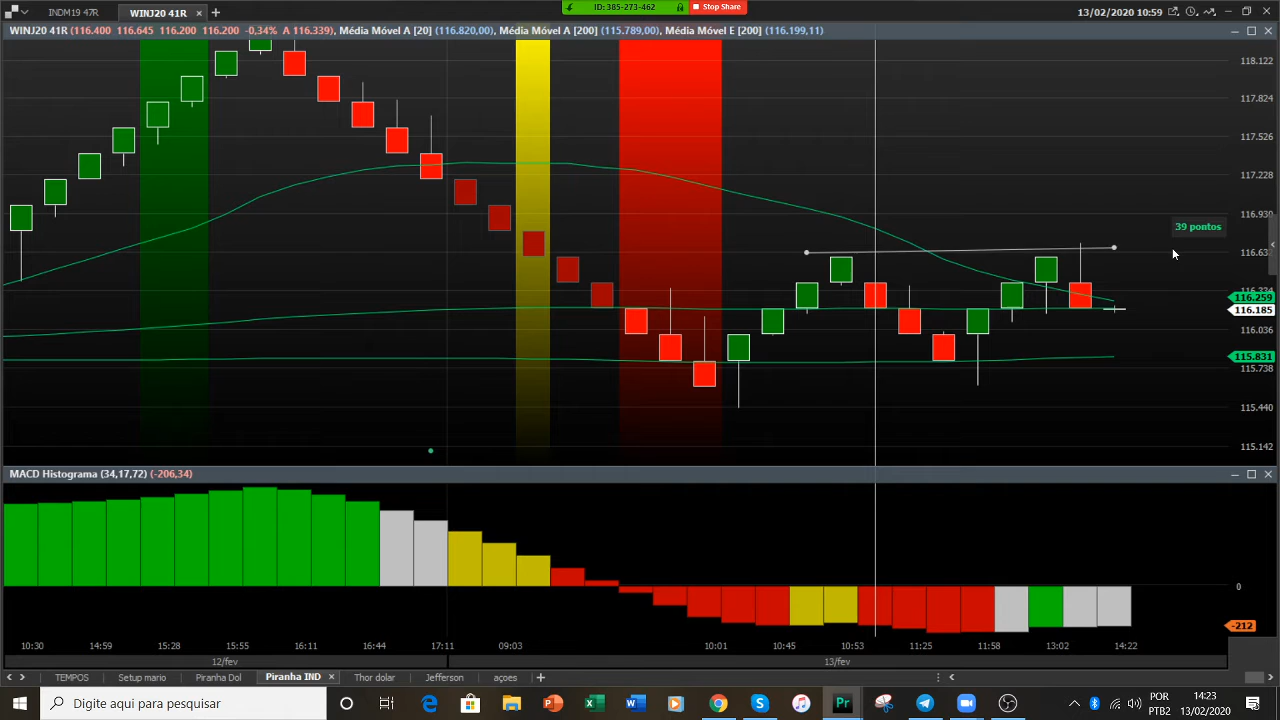 INDM19 47R
WINJ20 41R
ID: 385-273-462
Stop Share
13/02/2020 10:59
WINJ20 41R (116.400 116.645 116.200 116.200 -0,34% A 116.339), Média Móvel A [20] (116.820,00), Média Móvel A [200] (115.789,00), Média Móvel E [200] (116.199,11)
118.122
117.824
117.526
117.228
116.930
39 pontos
116.632
116.259
116.185
116.036
115.831
115.738
115.440
115.142
MACD Histograma (34,17,72) (-206,34)
0
-212
10:30 14:59 15:28 15:55 16:11 16:44 17:11 09:03 10:01 10:45 10:53 11:25 11:58 13:02 14:22
12/fev 13/fev
TEMPOS Setup mario Piranha Dol Piranha IND Thor dolar Jefferson açoes
Digite aqui para pesquisar
POR
PTB2
14:23
13/02/2020